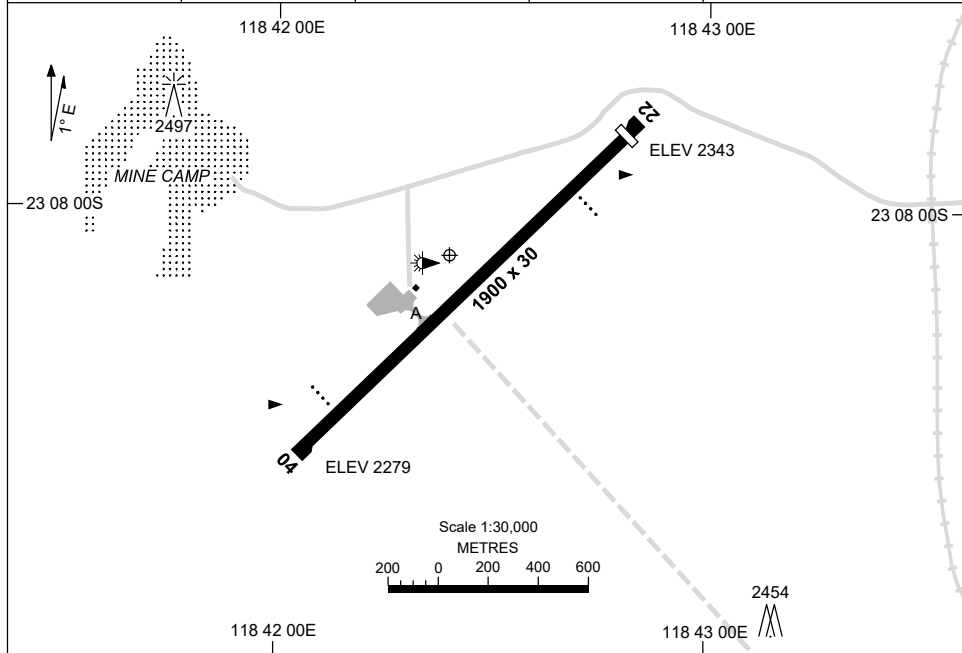 118 42 00E
118 43 00E
1° E
2497
MINE CAMP
22
ELEV 2343
23 08 00S
23 08 00S
1900 x 30
A
04
ELEV 2279
Scale 1:30,000
METRES
200 0 200 400 600
2454
118 42 00E
118 43 00E